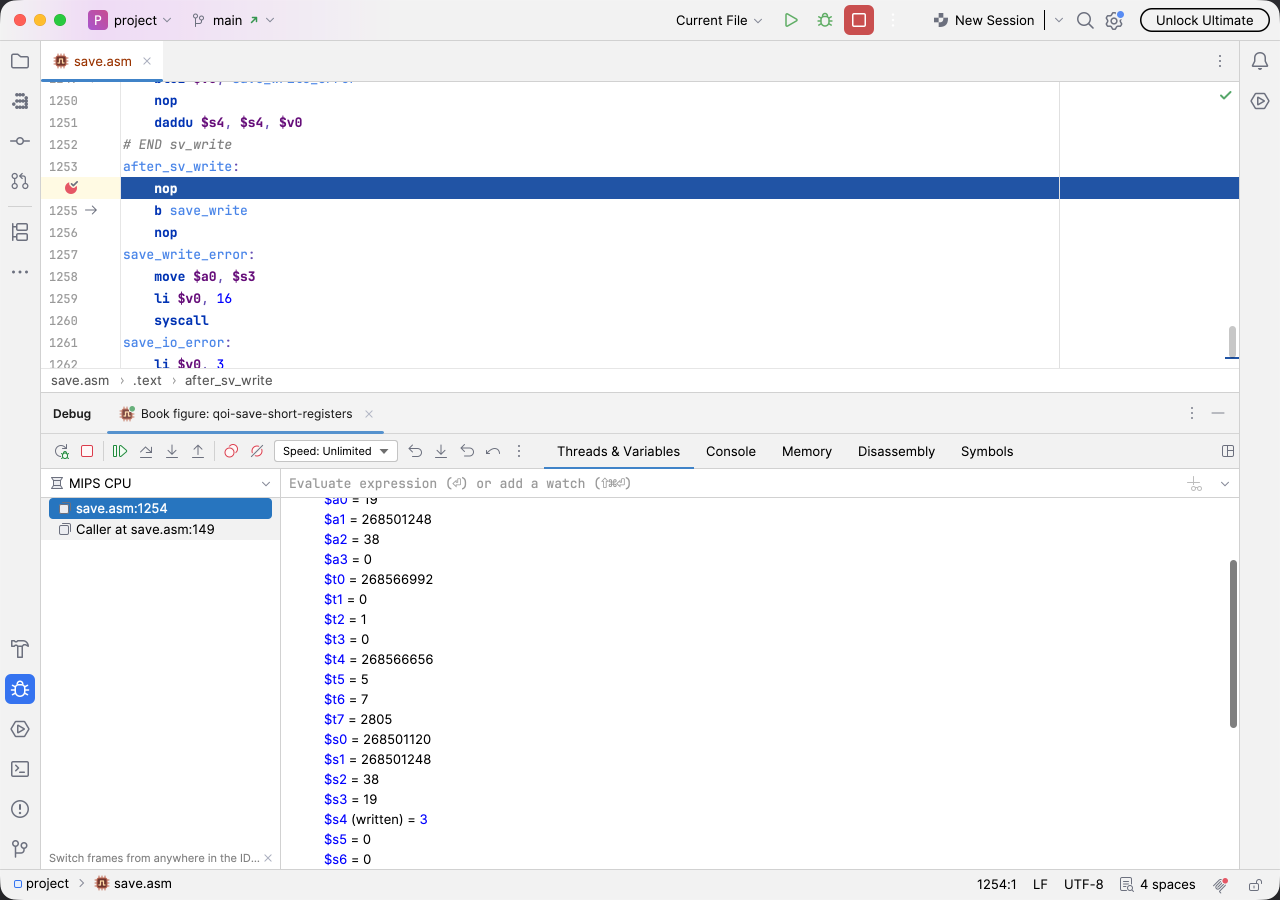 P project main Current File New Session Unlock Ultimate
save.asm
1250 nop
1251 daddu $s4, $s4, $v0
1252 # END sv_write
1253 after_sv_write:
nop
1255 b save_write
1256 nop
1257 save_write_error:
1258 move $a0, $s3
1259 li $v0, 16
1260 syscall
1261 save_io_error:
1262 li $v0, 3
save.asm › .text › after_sv_write
Debug Book figure: qoi-save-short-registers
Speed: Unlimited Threads & Variables Console Memory Disassembly Symbols
MIPS CPU
Evaluate expression (⏎) or add a watch (⇧⌘⏎)
save.asm:1254
Caller at save.asm:149
$a0 = 19
$a1 = 268501248
$a2 = 38
$a3 = 0
$t0 = 268566992
$t1 = 0
$t2 = 1
$t3 = 0
$t4 = 268566656
$t5 = 5
$t6 = 7
$t7 = 2805
$s0 = 268501120
$s1 = 268501248
$s2 = 38
$s3 = 19
$s4 (written) = 3
$s5 = 0
$s6 = 0
Switch frames from anywhere in the ID...
project › save.asm 1254:1 LF UTF-8 4 spaces